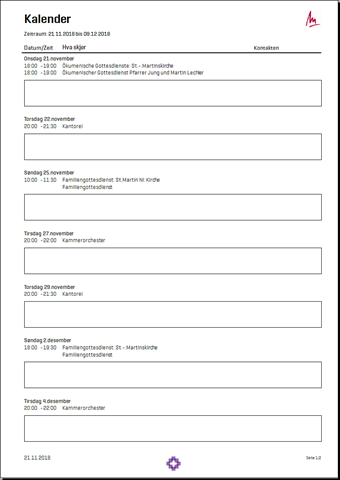 Kalender
Zeitraum: 21.11.2018 bis 09.12.2018
Datum/Zeit Hva skjer Kontakten
Onsdag 21.november
18:00 - 19:00 Ökumenische Gottesdienste: St. - Martinskirche
18:00 - 19:00 Ökumenischer Gottesdienst Pfarrer Jung und Martin Lechler
Torsdag 22.november
20:00 - 21:30 Kantorei
Søndag 25.november
10:00 - 11:30 Familiengottesdienst: St.Martin NI. Kirche
Familiengottesdienst
Tirsdag 27.november
20:00 - 22:00 Kammerorchester
Torsdag 29.november
20:00 - 21:30 Kantorei
Søndag 2.desember
18:00 - 19:30 Familiengottesdienst: St. - Martinskirche
Familiengottesdienst
Tirsdag 4.desember
20:00 - 22:00 Kammerorchester
21.11.2018 Seite 1/2